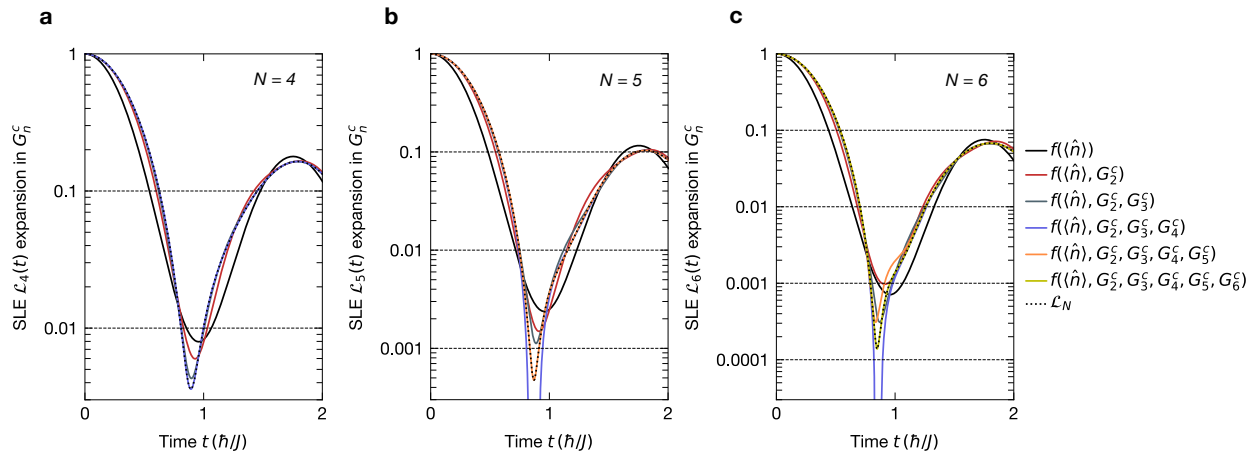 a
SLE ℒ₄(t) expansion in Gₙᶜ
1
0.1
0.01
N = 4
0
1
2
Time t (ħ/J)
b
SLE ℒ₅(t) expansion in Gₙᶜ
1
0.1
0.01
0.001
N = 5
0
1
2
Time t (ħ/J)
c
SLE ℒ₆(t) expansion in Gₙᶜ
1
0.1
0.01
0.001
0.0001
N = 6
0
1
2
Time t (ħ/J)
f(⟨n̂⟩)
f(⟨n̂⟩, G₂ᶜ)
f(⟨n̂⟩, G₂ᶜ, G₃ᶜ)
f(⟨n̂⟩, G₂ᶜ, G₃ᶜ, G₄ᶜ)
f(⟨n̂⟩, G₂ᶜ, G₃ᶜ, G₄ᶜ, G₅ᶜ)
f(⟨n̂⟩, G₂ᶜ, G₃ᶜ, G₄ᶜ, G₅ᶜ, G₆ᶜ)
ℒ_N